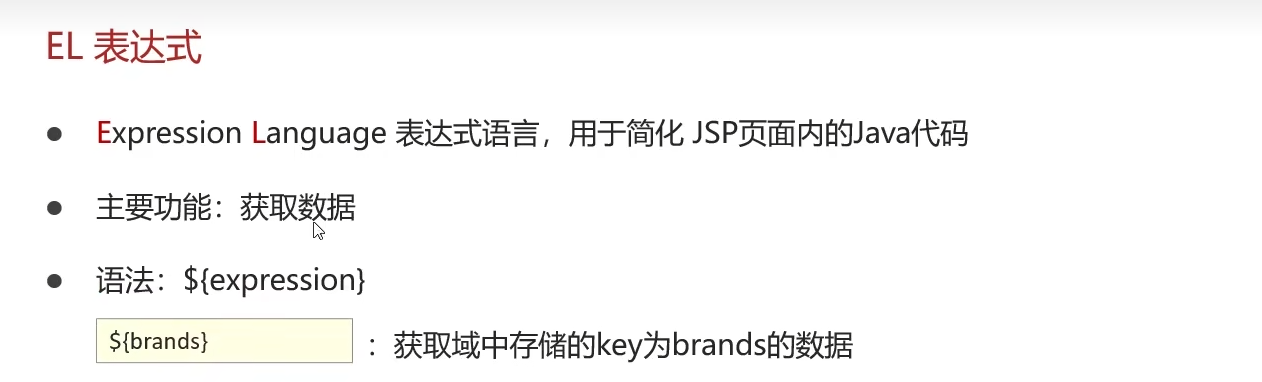 EL 表达式
● Expression Language 表达式语言，用于简化 JSP页面内的Java代码
● 主要功能：获取数据
● 语法：${expression}
${brands} ：获取域中存储的key为brands的数据